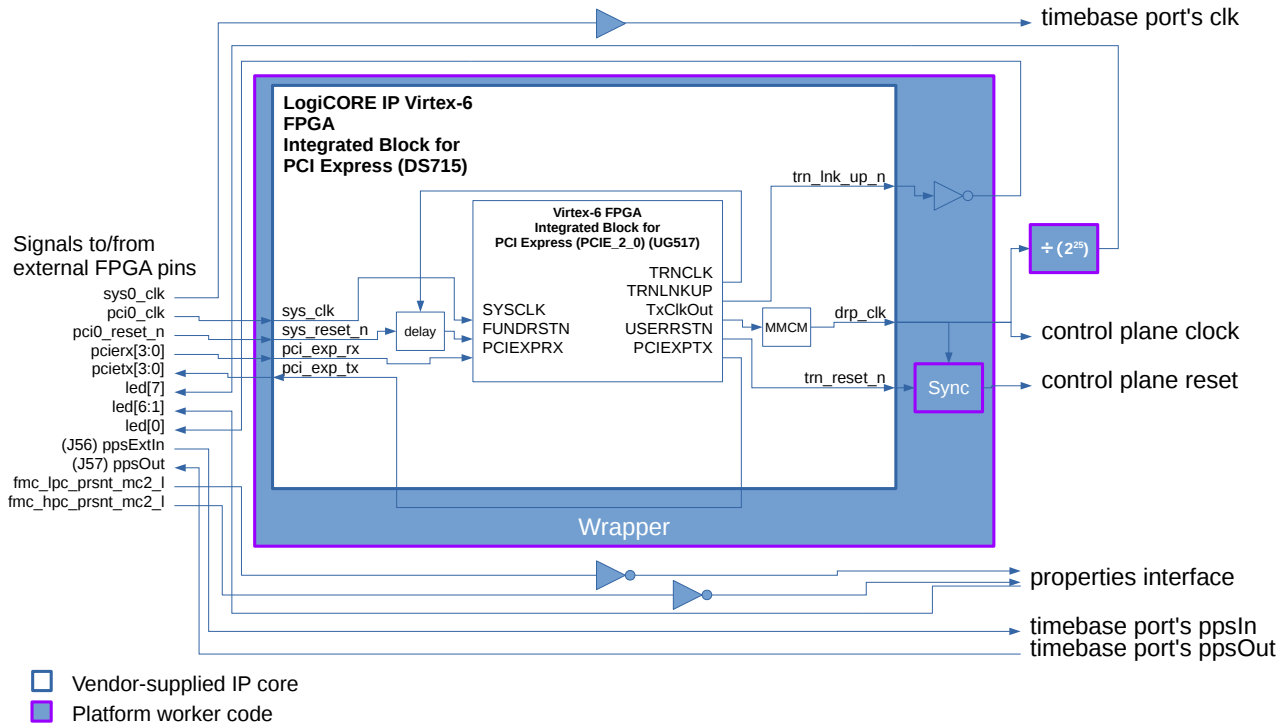 timebase port's clk
LogiCORE IP Virtex-6
FPGA
Integrated Block for
PCI Express (DS715)
trn_lnk_up_n
Virtex-6 FPGA
Integrated Block for
PCI Express (PCIE_2_0) (UG517)
÷ (2²⁵)
Signals to/from
external FPGA pins
TRNCLK
TRNLNKUP
TxClkOut
USERRSTN
PCIEXPTX
SYSCLK
FUNDRSTN
PCIEXPRX
sys_clk
sys_reset_n
pci_exp_rx
pci_exp_tx
delay
MMCM
drp_clk
trn_reset_n
Sync
control plane clock
control plane reset
sys0_clk
pci0_clk
pci0_reset_n
pcierx[3:0]
pcietx[3:0]
led[7]
led[6:1]
led[0]
(J56) ppsExtIn
(J57) ppsOut
fmc_lpc_prsnt_mc2_l
fmc_hpc_prsnt_mc2_l
Wrapper
properties interface
timebase port's ppsIn
timebase port's ppsOut
Vendor-supplied IP core
Platform worker code